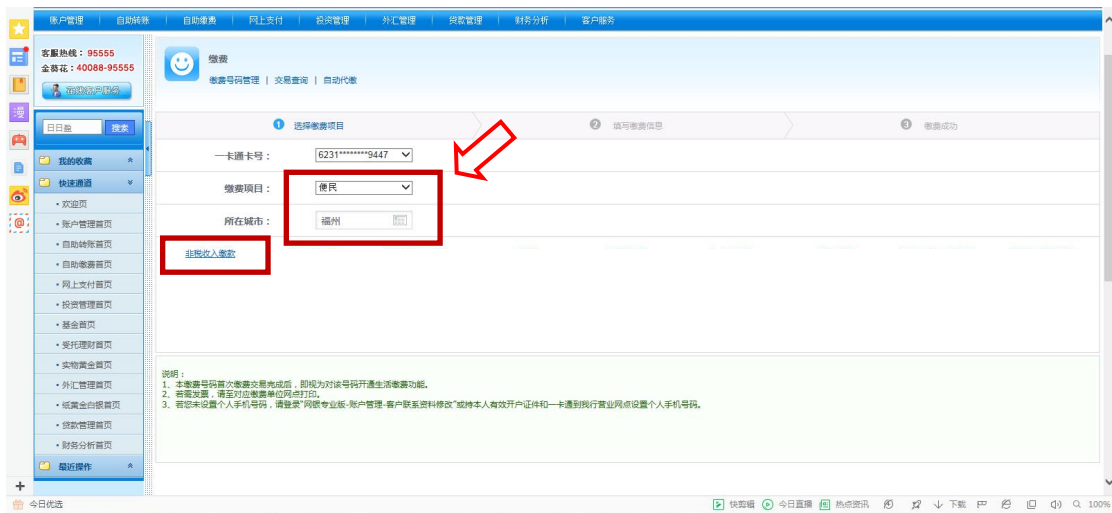 账户管理 | 自助转账 | 自助缴费 | 网上支付 | 投资管理 | 外汇管理 | 贷款管理 | 财务分析 | 客户服务
客服热线：95555
金葵花：40088-95555
在线客户服务
日日盈 搜索
我的收藏
快速通道
• 欢迎页
• 账户管理首页
• 自助转账首页
• 自助缴费首页
• 网上支付首页
• 投资管理首页
• 基金首页
• 受托理财首页
• 实物黄金首页
• 外汇管理首页
• 纸黄金白银首页
• 贷款管理首页
• 财务分析首页
最近操作
缴费
缴费号码管理 | 交易查询 | 自动代缴
1 选择缴费项目 2 填写缴费信息 3 缴费成功
一卡通卡号： 6231********9447
缴费项目： 便民
所在城市： 福州
非税收入缴款
说明：
1、本缴费号码首次缴费交易完成后，即视为对该号码开通生活缴费功能。
2、若需发票，请至对应缴费单位网点打印。
3、若您未设置个人手机号码，请登录“网银专业版-账户管理-客户联系资料修改”或持本人有效开户证件和一卡通到我行营业网点设置个人手机号码。
漫
@
今日优选 快剪辑 今日直播 热点资讯 下载 100%